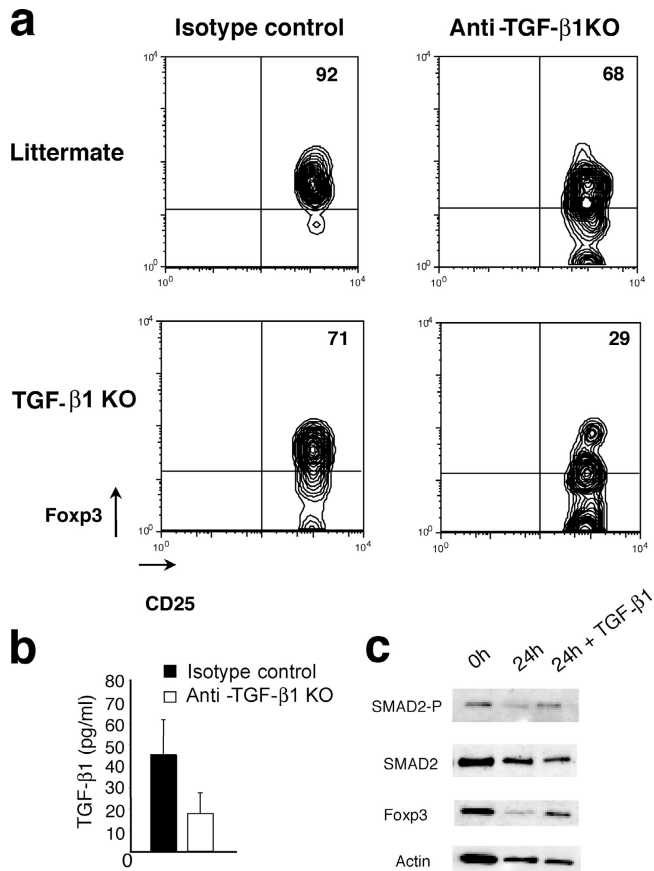 a
Isotype control Anti-TGF-β1KO
Littermate
10⁴ 92 10⁴ 68
10⁰ 10⁰
10⁰ 10⁴ 10⁰ 10⁴
TGF-β1 KO
10⁴ 71 10⁴ 29
10⁰ 10⁰
10⁰ 10⁴ 10⁰ 10⁴
Foxp3
CD25
b
Isotype control
Anti-TGF-β1 KO
TGF-β1 (pg/ml)
80
70
60
50
40
30
20
10
0
c
0h 24h 24h + TGF-β1
SMAD2-P
SMAD2
Foxp3
Actin